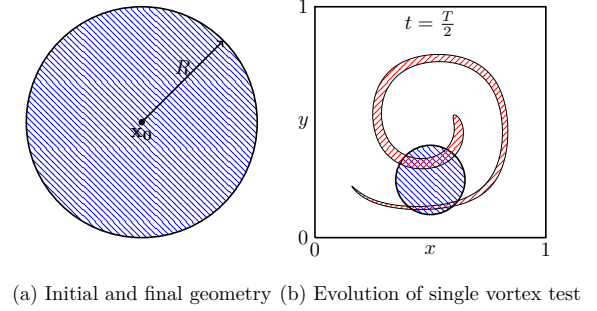 R
x₀
1
t = T/2
y
0
0
x
1
(a) Initial and final geometry (b) Evolution of single vortex test